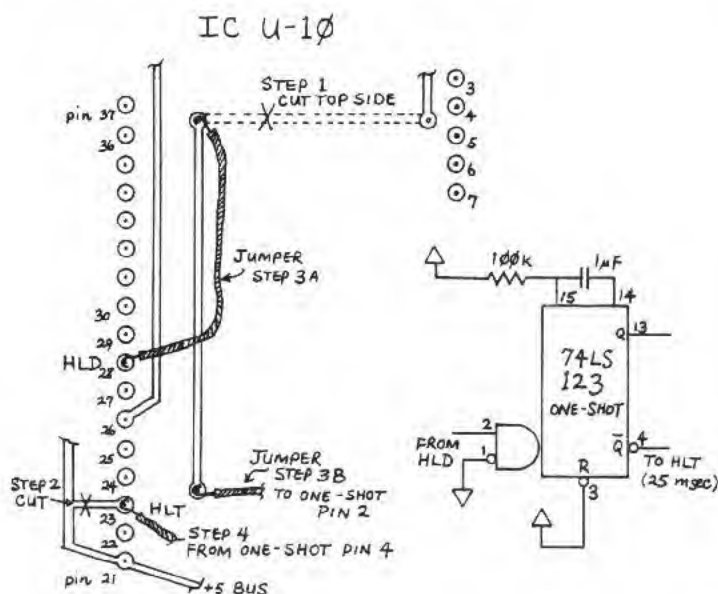 IC U-1Ø
STEP 1
CUT TOP SIDE
pin 37
36
30
29
HLD
28
27
26
25
24
23
22
pin 21
STEP 2
CUT
HLT
JUMPER
STEP 3A
JUMPER
STEP 3B
TO ONE-SHOT
PIN 2
STEP 4
FROM ONE-SHOT PIN 4
+5 BUS
3
4
5
6
7
1ØØK
1µF
15
14
Q 13
74LS
123
ONE-SHOT
2
FROM
HLD
1
Q̅ 4
TO HLT
(25 msec)
R̅
3